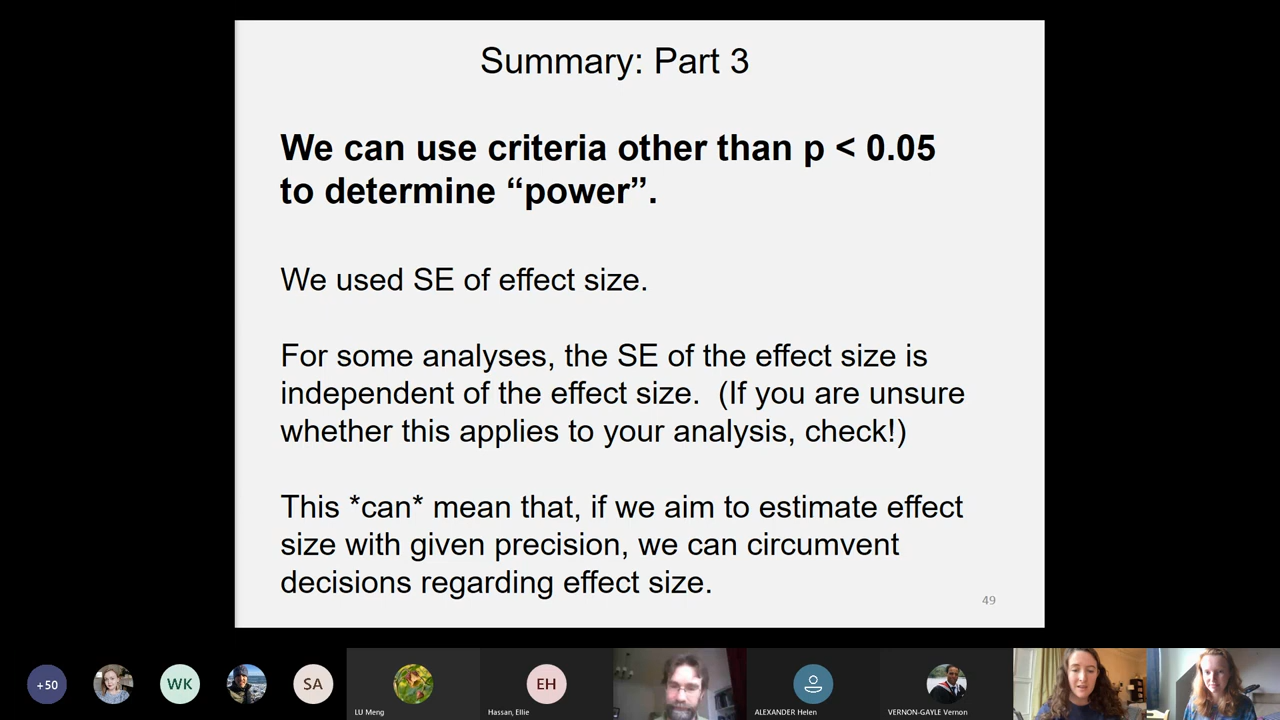 Summary: Part 3
We can use criteria other than p < 0.05
to determine “power”.
We used SE of effect size.
For some analyses, the SE of the effect size is
independent of the effect size.  (If you are unsure
whether this applies to your analysis, check!)
This *can* mean that, if we aim to estimate effect
size with given precision, we can circumvent
decisions regarding effect size.
49
+50
WK
SA
LU Meng
EH
Hassan, Ellie
ALEXANDER Helen
VERNON-GAYLE Vernon